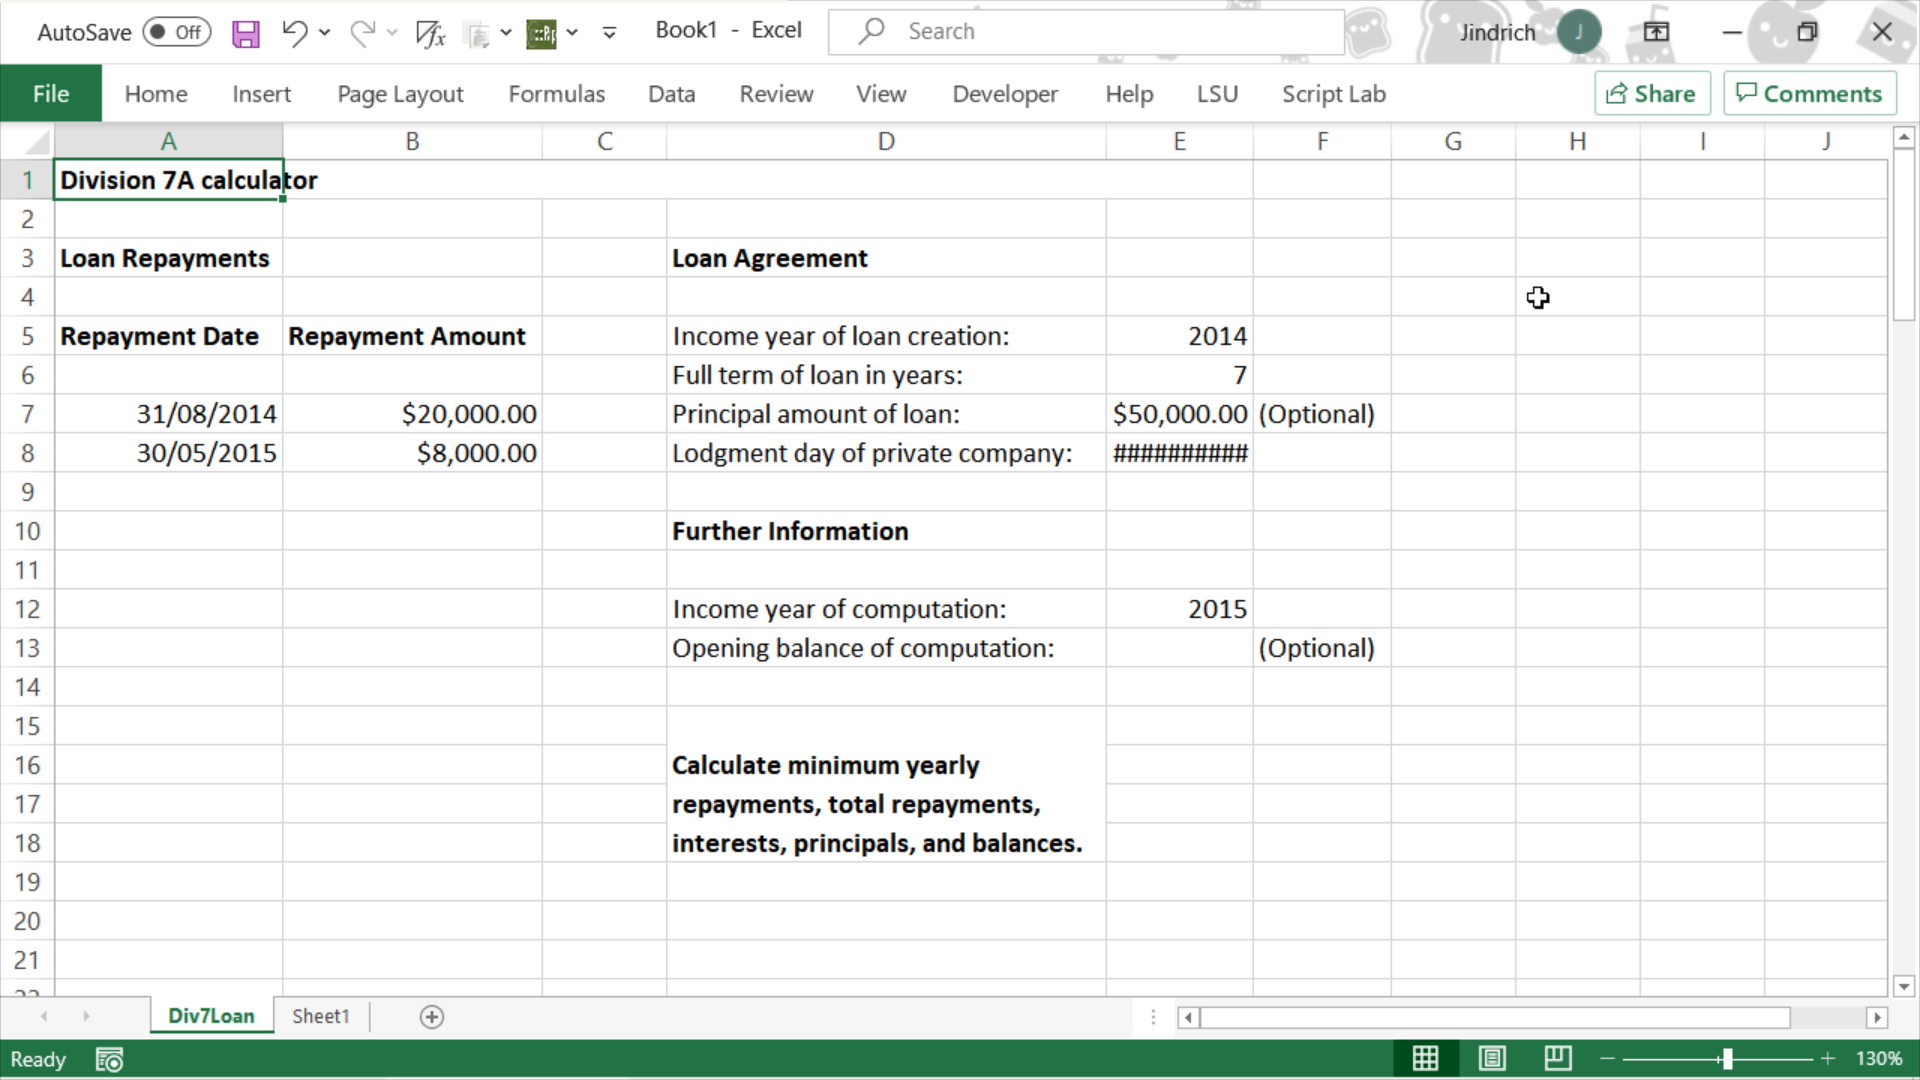 AutoSave Off Book1 - Excel Search Jindrich J
File Home Insert Page Layout Formulas Data Review View Developer Help LSU Script Lab Share Comments
A B C D E F G H I J
1 Division 7A calculator
2
3 Loan Repayments Loan Agreement
4
5 Repayment Date Repayment Amount Income year of loan creation: 2014
6 Full term of loan in years: 7
7 31/08/2014 $20,000.00 Principal amount of loan: $50,000.00 (Optional)
8 30/05/2015 $8,000.00 Lodgment day of private company: ##########
9
10 Further Information
11
12 Income year of computation: 2015
13 Opening balance of computation: (Optional)
14
15
16 Calculate minimum yearly
17 repayments, total repayments,
18 interests, principals, and balances.
19
20
21
22
Div7Loan Sheet1
Ready 130%